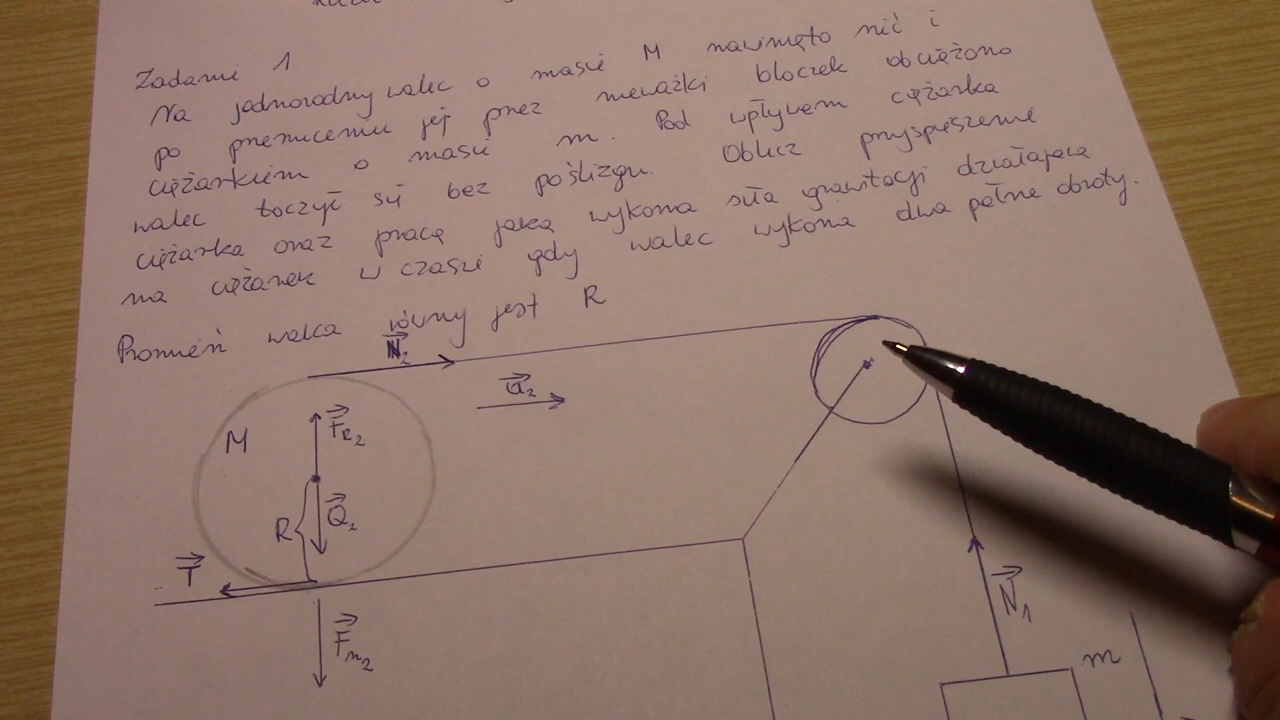 Zadanie 1
Na jednorodny walec o masie M nawinięto nić i
po przerzuceniu jej przez nieważki bloczek obciążono
ciężarkiem o masie m. Pod wpływem ciężarka
walec toczy się bez poślizgu. Oblicz przyspieszenie
ciężarka oraz pracę jaką wykona siła grawitacji działająca
na ciężarek w czasie gdy walec wykona dwa pełne obroty.
Promień walca równy jest R
N₂
a₂
M
F_R₂
R
Q₂
T
F_n₂
N₁
m